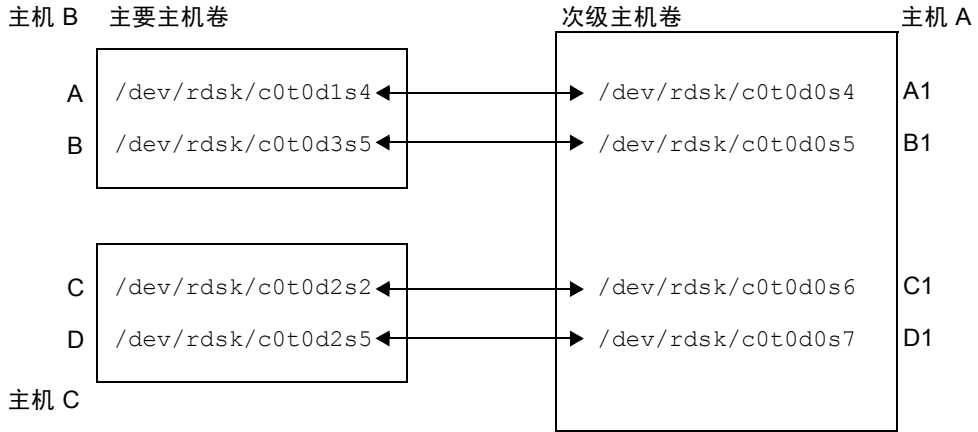 主机 B 主要主机卷 次级主机卷 主机 A
A /dev/rdsk/c0t0d1s4 /dev/rdsk/c0t0d0s4 A1
B /dev/rdsk/c0t0d3s5 /dev/rdsk/c0t0d0s5 B1
C /dev/rdsk/c0t0d2s2 /dev/rdsk/c0t0d0s6 C1
D /dev/rdsk/c0t0d2s5 /dev/rdsk/c0t0d0s7 D1
主机 C